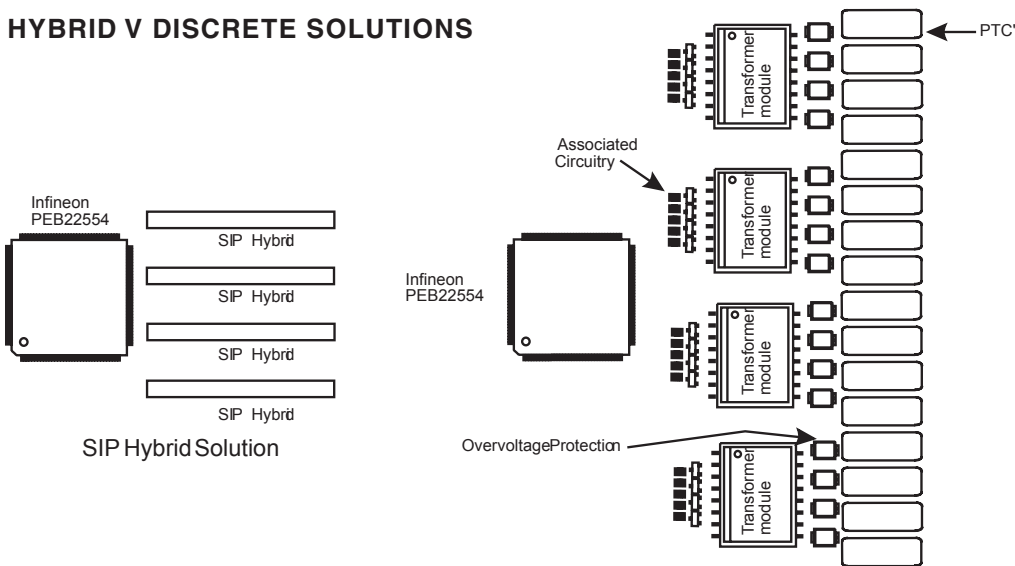 HYBRID V DISCRETE SOLUTIONS
Infineon
PEB22554
SIP Hybrid
SIP Hybrid
SIP Hybrid
SIP Hybrid
SIP Hybrid Solution
Infineon
PEB22554
Associated
Circuitry
OvervoltageProtection
Transformer
module
Transformer
module
Transformer
module
Transformer
module
PTC'